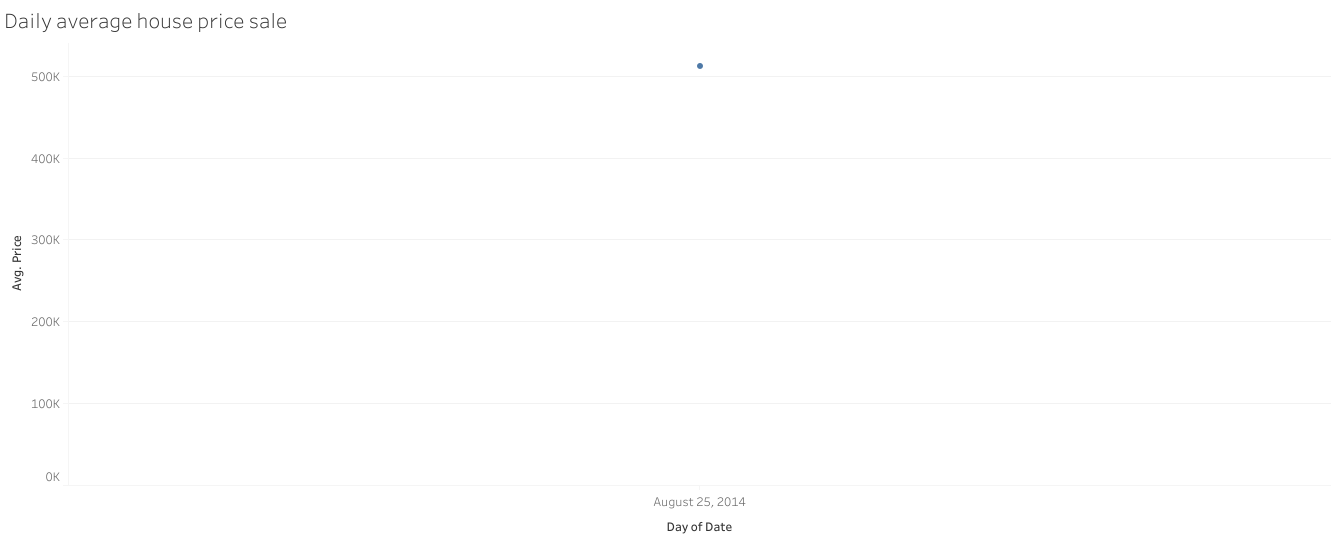 Daily average house price sale
500K
400K
300K
200K
100K
0K
Avg. Price
August 25, 2014
Day of Date